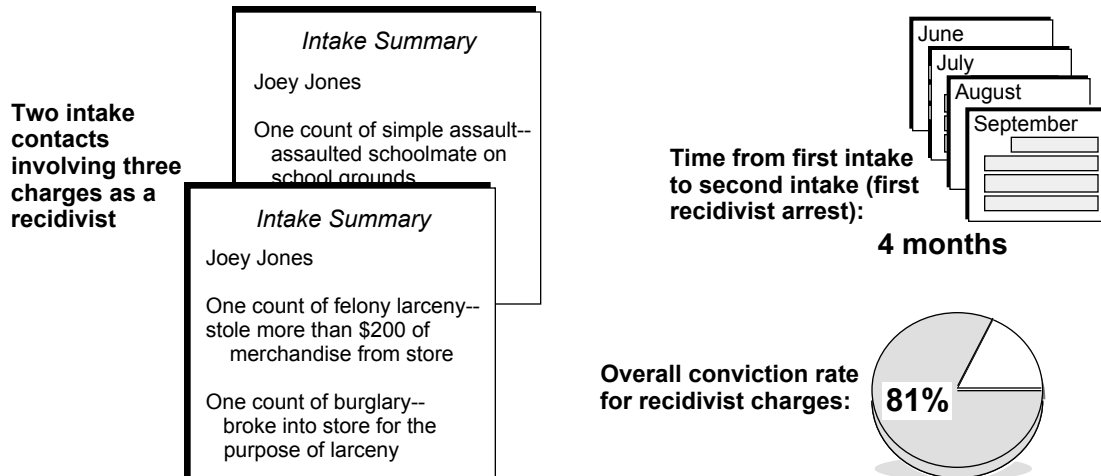 Two intake
contacts
involving three
charges as a
recidivist
Intake Summary
Joey Jones
One count of simple assault--
assaulted schoolmate on
school grounds
Intake Summary
Joey Jones
One count of felony larceny--
stole more than $200 of
merchandise from store
One count of burglary--
broke into store for the
purpose of larceny
June
July
August
September
Time from first intake
to second intake (first
recidivist arrest):
4 months
Overall conviction rate
for recidivist charges:
81%